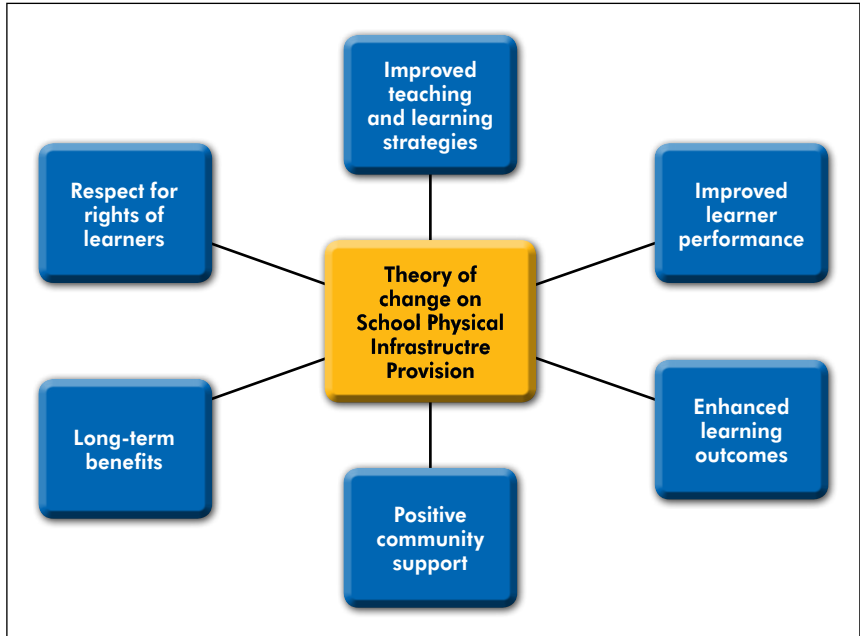 Improved
teaching
and learning
strategies
Respect for
rights of
learners
Improved
learner
performance
Theory of
change on
School Physical
Infrastructre
Provision
Long-term
benefits
Enhanced
learning
outcomes
Positive
community
support